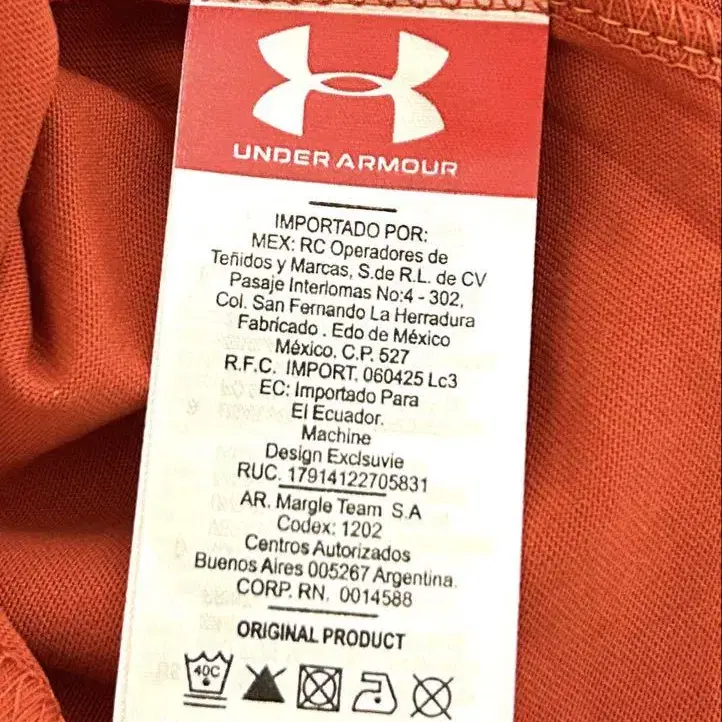 UNDER ARMOUR
IMPORTADO POR:
MEX: RC Operadores de
Teñidos y Marcas, S.de R.L. de CV
Pasaje Interlomas No:4 - 302,
Col. San Fernando La Herradura
Fabricado . Edo de México
México. C.P. 527
R.F.C. IMPORT. 060425 Lc3
EC: Importado Para
El Ecuador.
Machine
Design Exclsuvie
RUC. 17914122705831
AR. Margle Team S.A
Codex: 1202
Centros Autorizados
Buenos Aires 005267 Argentina.
CORP. RN. 0014588
ORIGINAL PRODUCT
40C